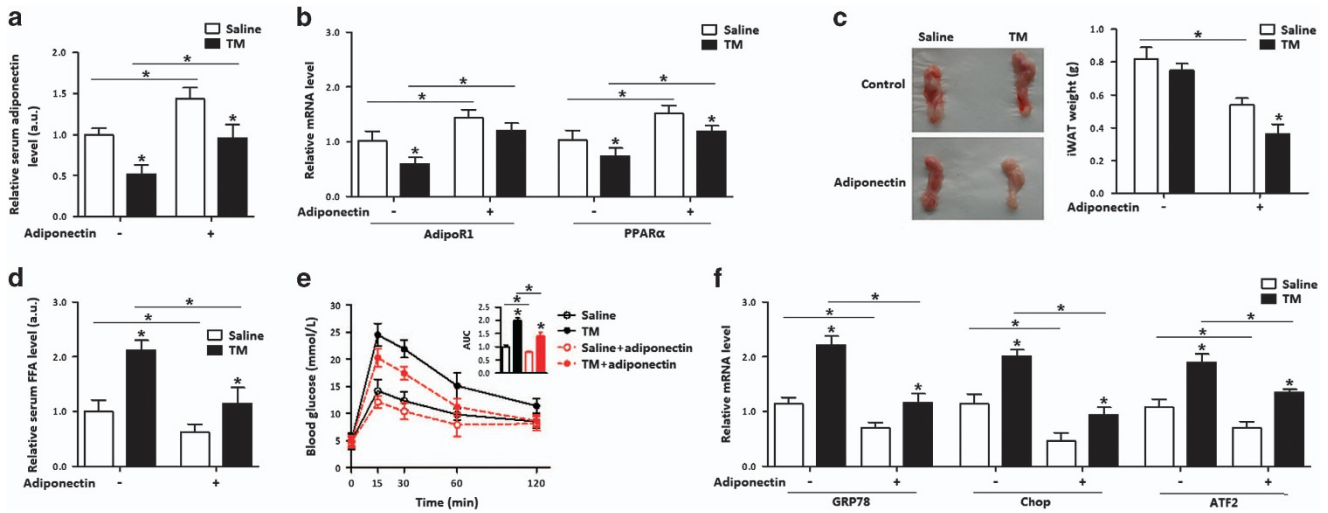 a
Saline
TM
Relative serum adiponectin
level (a.u.)
2.0
1.5
1.0
0.5
0.0
* *
* *
Adiponectin - +
b
Saline
TM
Relative mRNA level
3.0
2.0
1.0
0.0
* * * *
* * *
Adiponectin - + - +
AdipoR1 PPARα
c
Saline TM
Control
Adiponectin
Saline
TM
iWAT weight (g)
1.0
0.8
0.6
0.4
0.2
0.0
*
*
Adiponectin - +
d
Saline
TM
Relative serum FFA level (a.u.)
3.0
2.0
1.0
0.0
* *
* *
Adiponectin - +
e
Blood glucose (mmol/L)
30
25
20
15
10
5
0
0 15 30 60 120
Time (min)
AUC
2.5
2.0
1.5
1.0
0.5
0.0
* *
* *
Saline
TM
Saline+adiponectin
TM+adiponectin
f
Saline
TM
Relative mRNA level
3.0
2.0
1.0
0.0
* * * * * *
* * * * * *
Adiponectin - + - + - +
GRP78 Chop ATF2